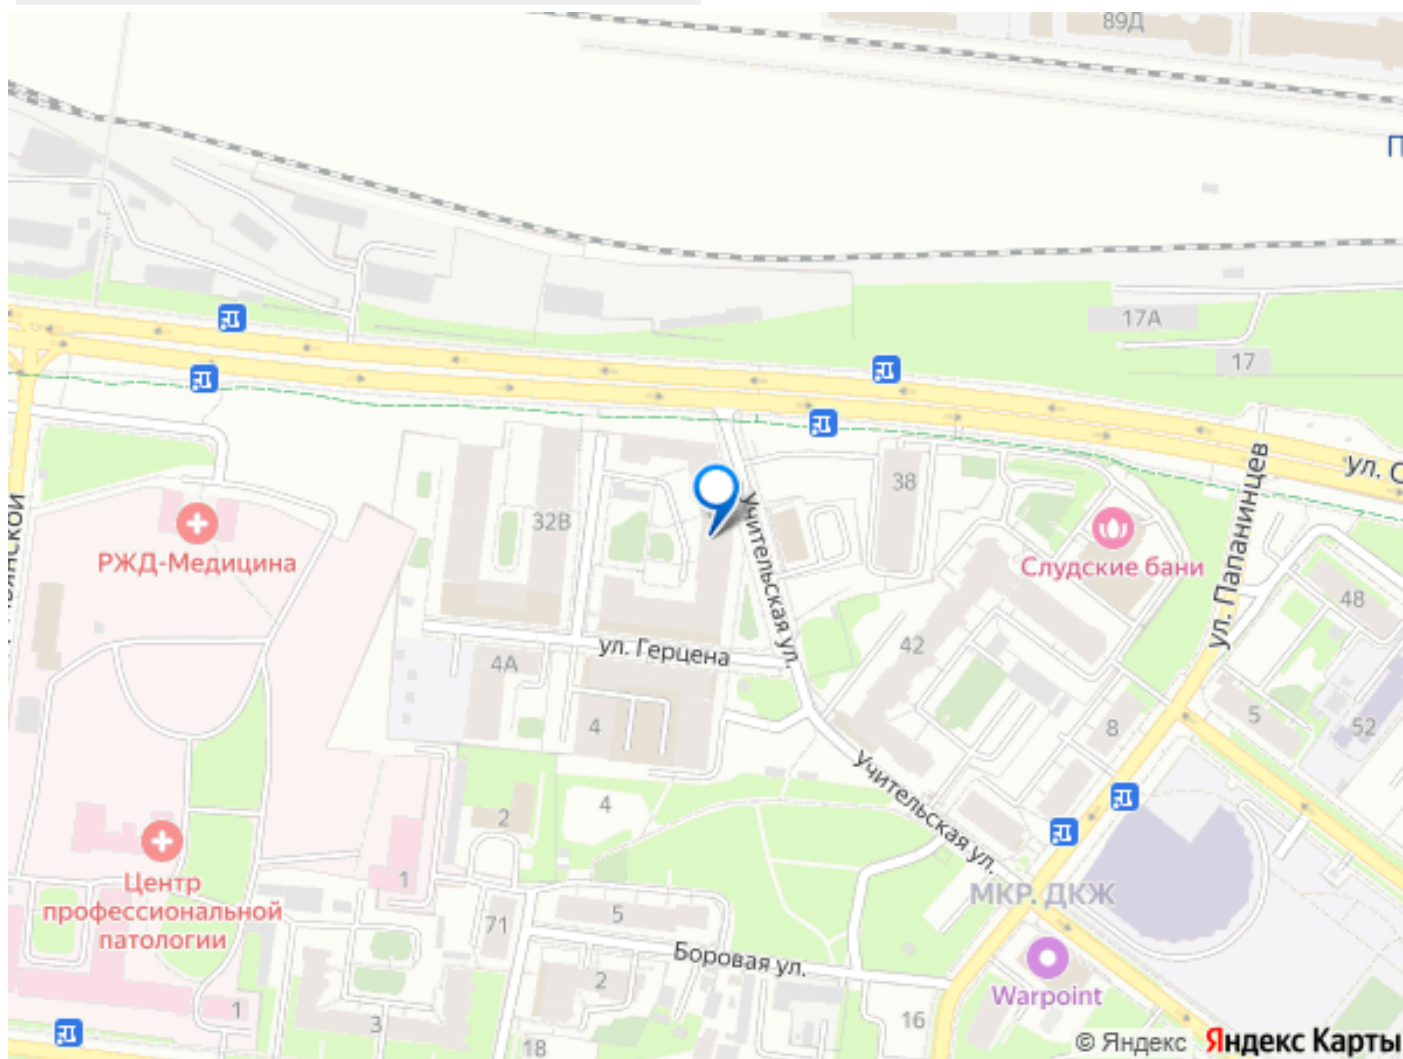 89Д
П
17А
17
ул. С
38
32В
Учительская ул.
ул. Папанинцев
РЖД-Медицина
Слудские бани
48
ул. Герцена
42
4А
5
52
8
4
Учительская ул.
4
2
1
Центр
профессиональной
патологии
МКР. ДКЖ
5
71
Боровая ул.
2
Warpoint
1
3
16
18
© Яндекс Яндекс Карты